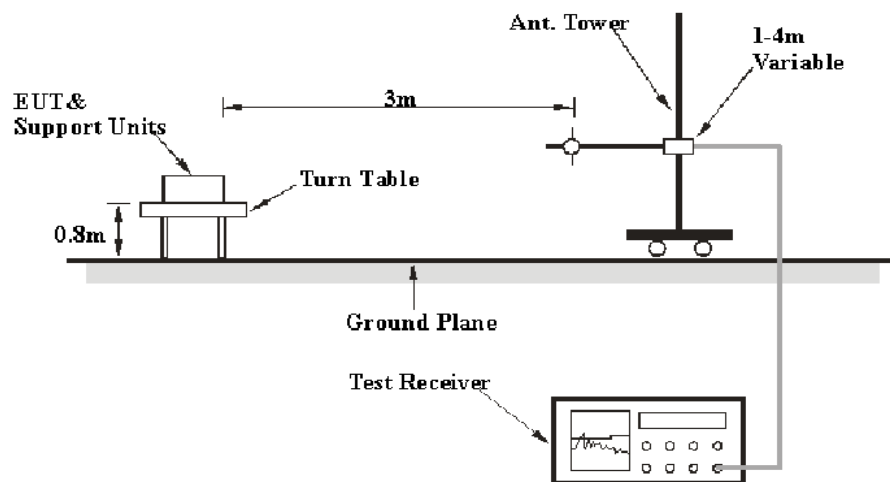 Ant. Tower
1-4m
Variable
3m
EUT&
Support Units
Turn Table
0.8m
Ground Plane
Test Receiver